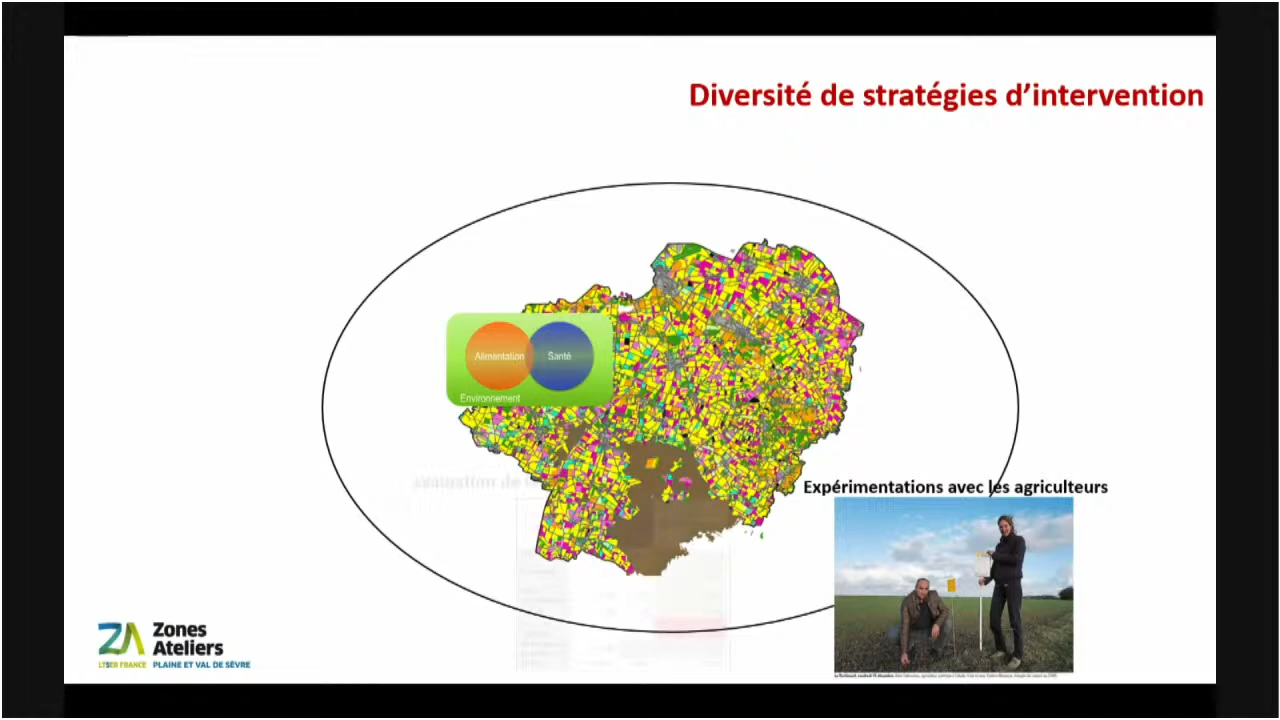 Diversité de stratégies d'intervention
Alimentation
Santé
Environnement
Expérimentations avec les agriculteurs
ZA Zones
Ateliers
LTSER FRANCE PLAINE ET VAL DE SÈVRE